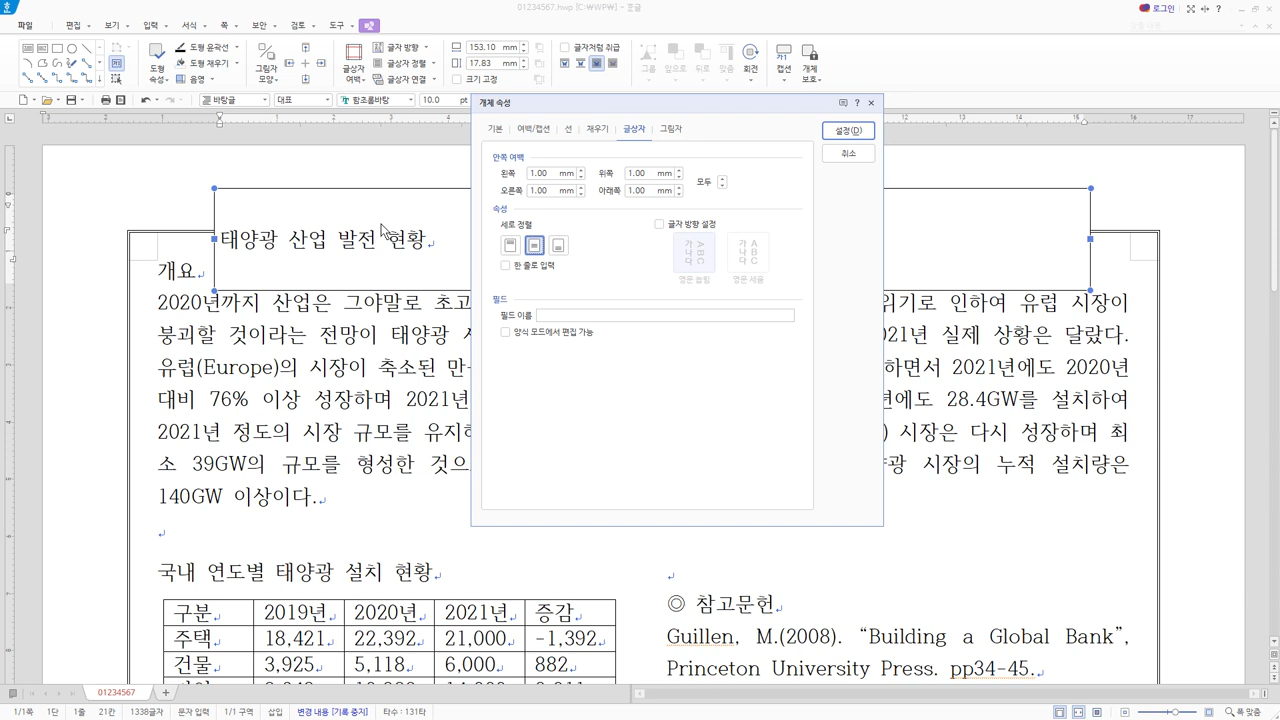 01234567.hwp [C:\WP\] - 흔글
로그인
파일 편집 보기 입력 서식 쪽 보안 검토 도구
도형 속성
도형 윤곽선
도형 채우기
음영
그림자 모양
글상자 여백
글자 방향
글자 정렬
글상자 연결
153.10 mm
17.83 mm
크기 고정
글자처럼 취급
그룹 앞으로 뒤로 맞춤 회전 캡션 개체 보호
바탕글 대표 함초롬바탕 10.0 pt
개체 속성
기본 여백/캡션 선 채우기 글상자 그림자
설정(D)
취소
안쪽 여백
왼쪽 1.00 mm 위쪽 1.00 mm 모두
오른쪽 1.00 mm 아래쪽 1.00 mm
속성
세로 정렬
글자 방향 설정
한 줄로 입력
영문 눕힘 영문 세움
필드
필드 이름
양식 모드에서 편집 가능
태양광 산업 발전 현황
개요
2020년까지 산업은 그야말로 초고
위기로 인하여 유럽 시장이
붕괴할 것이라는 전망이 태양광
21년 실제 상황은 달랐다.
유럽(Europe)의 시장이 축소된 만
하면서 2021년에도 2020년
대비 76% 이상 성장하며 2021년
년에도 28.4GW를 설치하여
2021년 정도의 시장 규모를 유지하
) 시장은 다시 성장하며 최
소 39GW의 규모를 형성한 것으
시장의 누적 설치량은
140GW 이상이다.
국내 연도별 태양광 설치 현황
구분 2019년 2020년 2021년 증감
주택 18,421 22,392 21,000 -1,392
건물 3,925 5,118 6,000 882
◎ 참고문헌
Guillen, M.(2008). “Building a Global Bank”,
Princeton University Press. pp34-45.
01234567
1/1쪽 1단 1줄 21칸 1338글자 문자 입력 1/1 구역 삽입 변경 내용 [기록 중지] 타수 : 131타
폭 맞춤